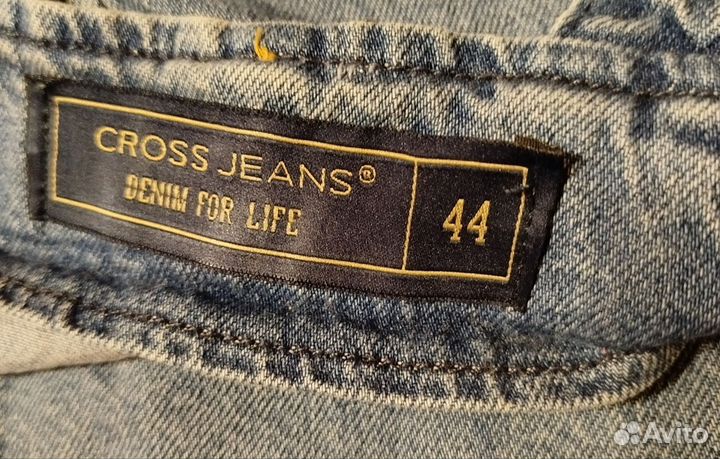 CROSS JEANS®
DENIM FOR LIFE
44
Avito